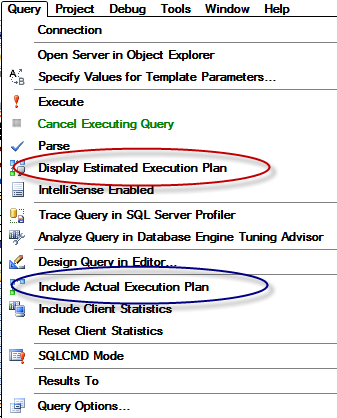 Query Project Debug Tools Window Help
Connection
Open Server in Object Explorer
Specify Values for Template Parameters...
Execute
Cancel Executing Query
Parse
Display Estimated Execution Plan
IntelliSense Enabled
Trace Query in SQL Server Profiler
Analyze Query in Database Engine Tuning Advisor
Design Query in Editor...
Include Actual Execution Plan
Include Client Statistics
Reset Client Statistics
SQLCMD Mode
Results To
Query Options...